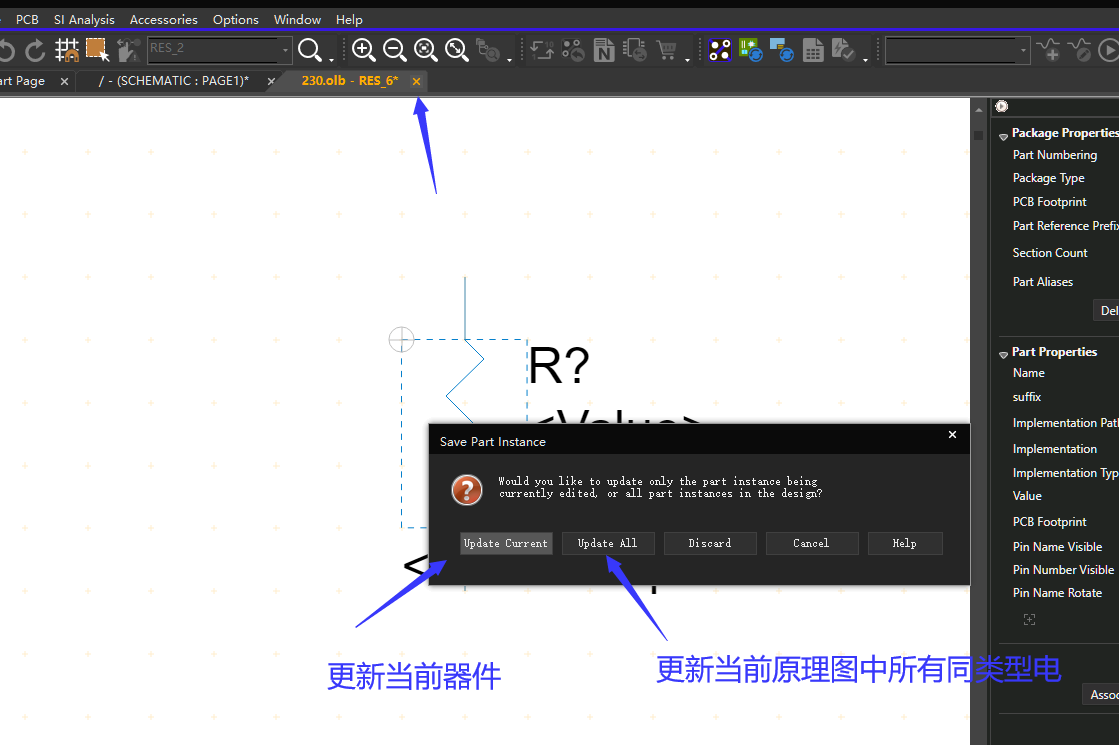 PCB SI Analysis Accessories Options Window Help
RES_2
art Page / - (SCHEMATIC : PAGE1)* 230.olb - RES_6*
Package Properties
Part Numbering
Package Type
PCB Footprint
Part Reference Prefix
Section Count
Part Aliases
Del
R?
<Value>
Part Properties
Name
suffix
Implementation Path
Implementation
Implementation Typ
Value
PCB Footprint
Pin Name Visible
Pin Number Visible
Pin Name Rotate
Assoc
Save Part Instance
Would you like to update only the part instance being
currently edited, or all part instances in the design?
Update Current Update All Discard Cancel Help
<
更新当前器件
更新当前原理图中所有同类型电